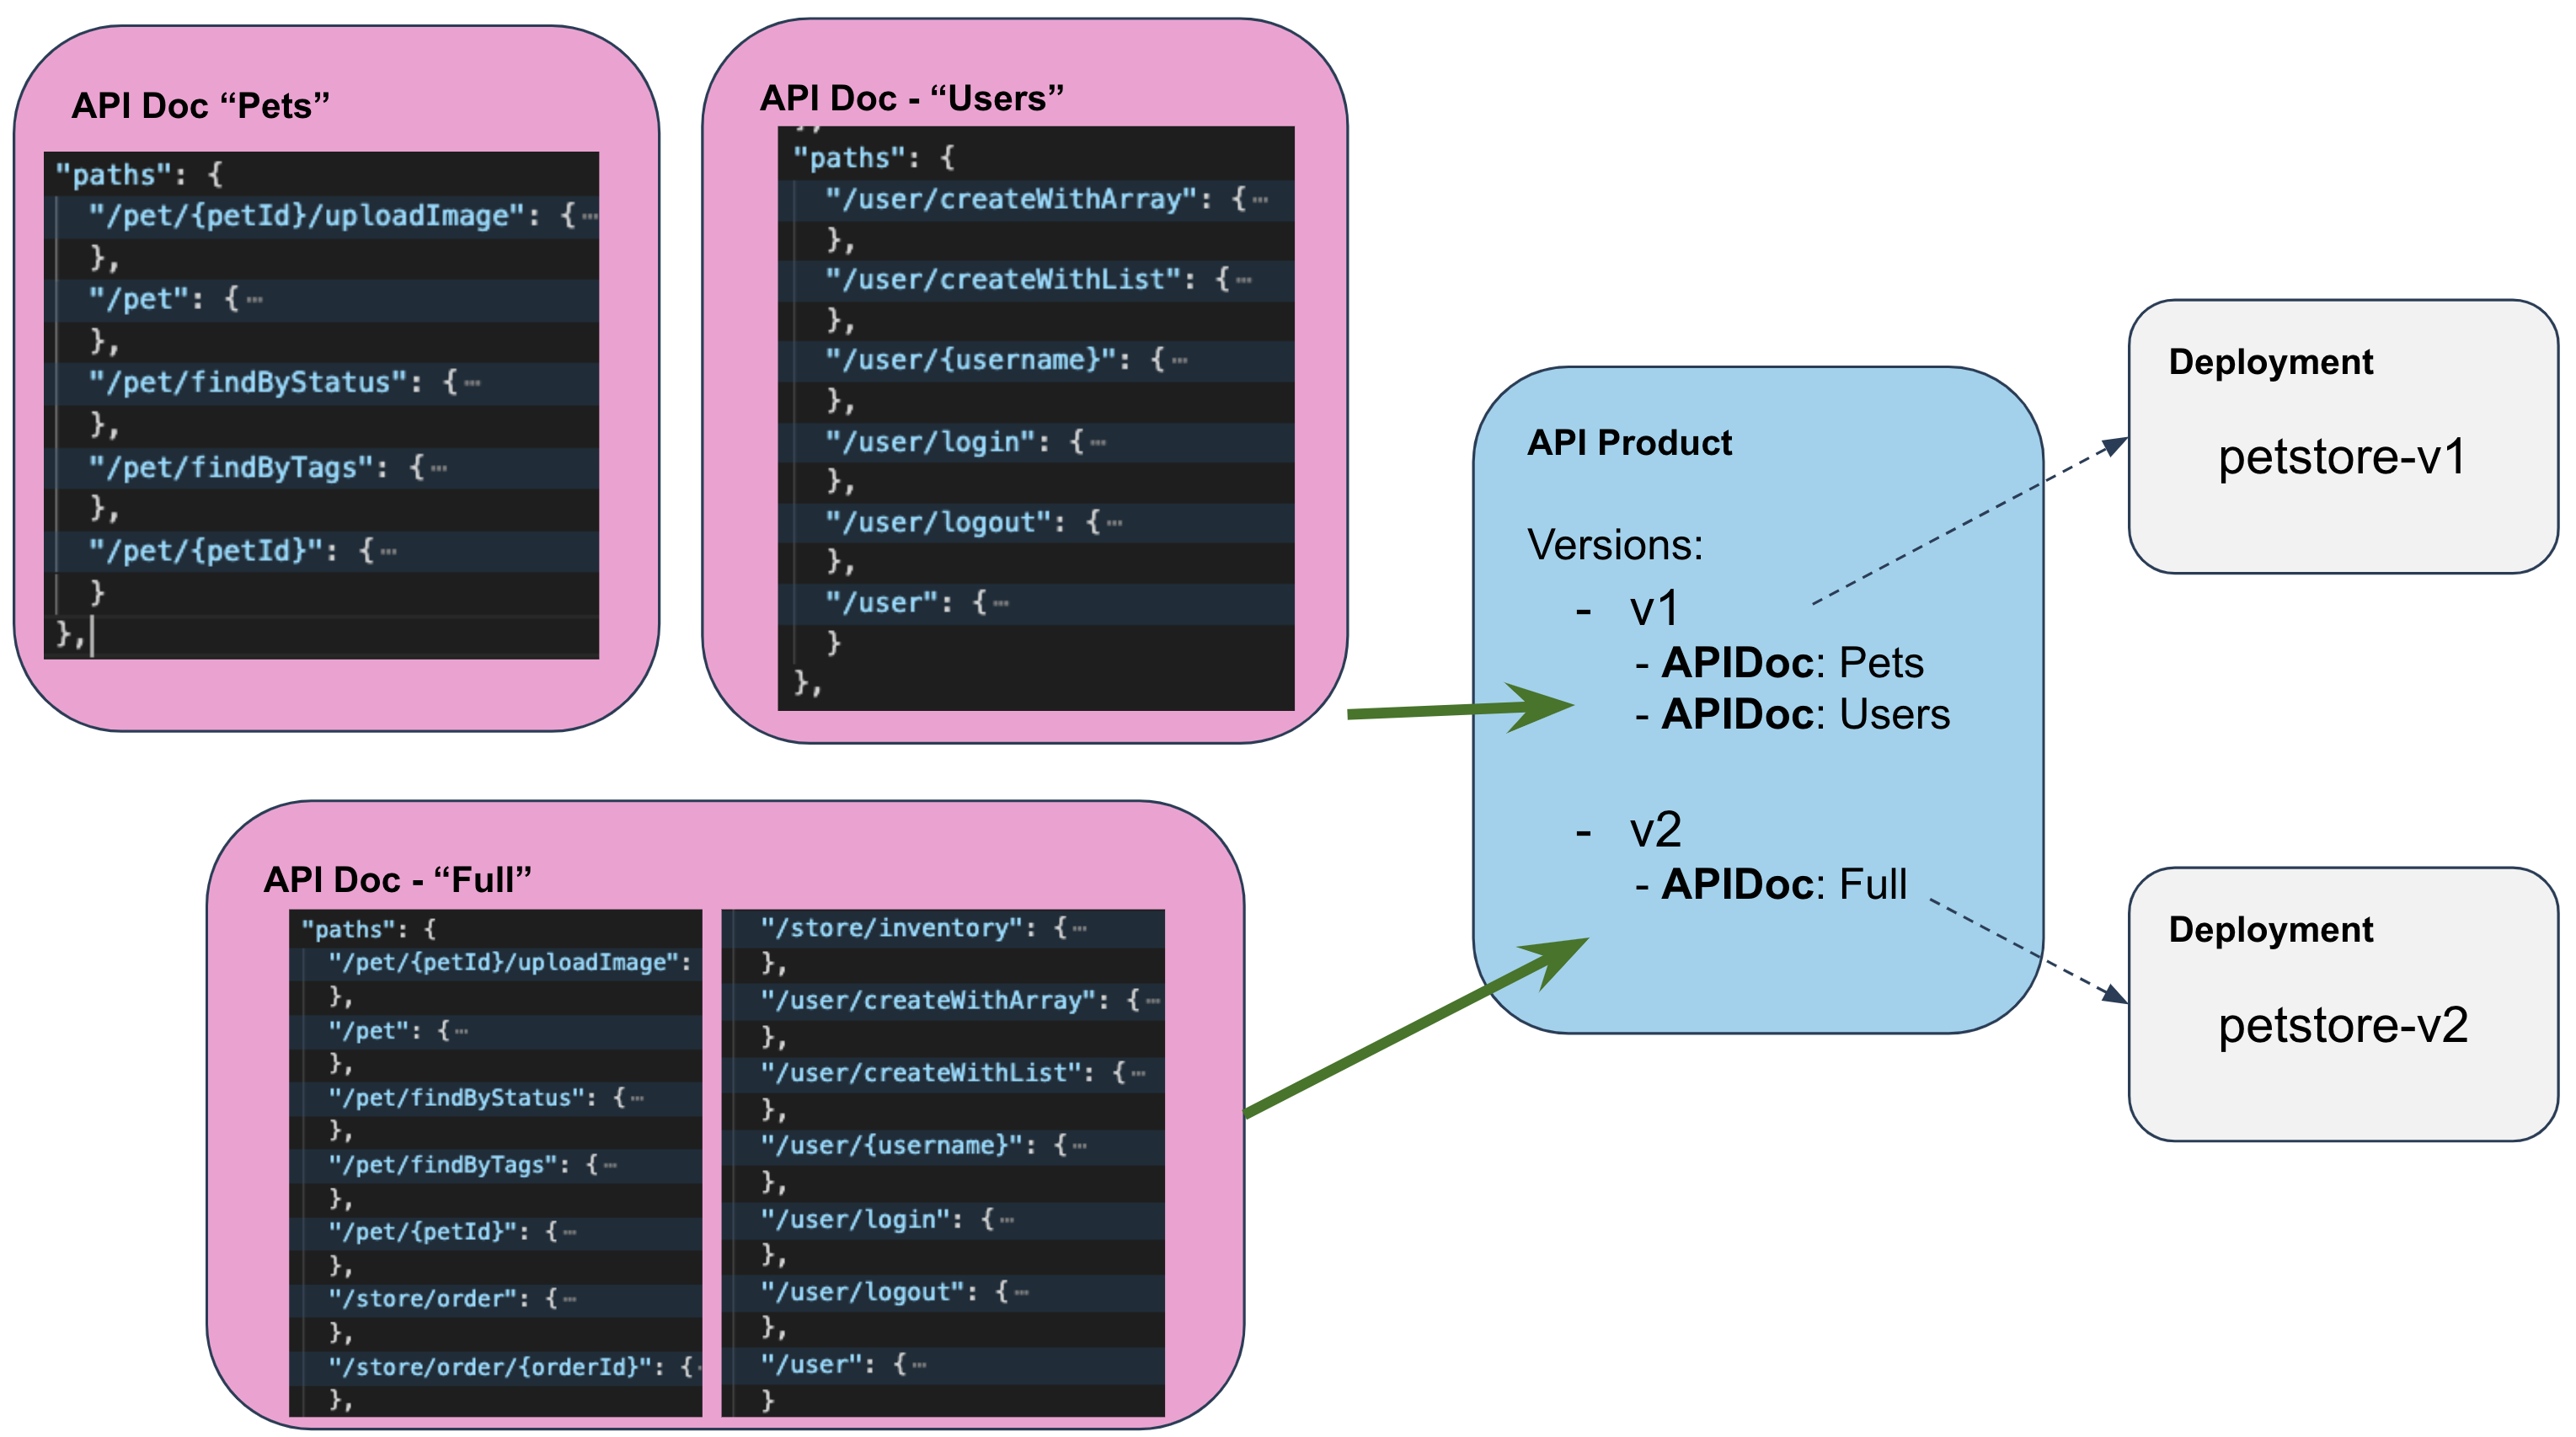 API Doc “Pets”
"paths": {
"/pet/{petId}/uploadImage": {…
},
"/pet": {…
},
"/pet/findByStatus": {…
},
"/pet/findByTags": {…
},
"/pet/{petId}": {…
}
},
API Doc - “Users”
},
"paths": {
"/user/createWithArray": {…
},
"/user/createWithList": {…
},
"/user/{username}": {…
},
"/user/login": {…
},
"/user/logout": {…
},
"/user": {…
}
},
API Doc - “Full”
"paths": {
"/pet/{petId}/uploadImage":
},
"/pet": {…
},
"/pet/findByStatus": {…
},
"/pet/findByTags": {…
},
"/pet/{petId}": {…
},
"/store/order": {…
},
"/store/order/{orderId}": {…
},
"/store/inventory": {…
},
"/user/createWithArray": {…
},
"/user/createWithList": {…
},
"/user/{username}": {…
},
"/user/login": {…
},
"/user/logout": {…
},
"/user": {…
}
API Product
Versions:
- v1
- APIDoc: Pets
- APIDoc: Users
- v2
- APIDoc: Full
Deployment
petstore-v1
Deployment
petstore-v2